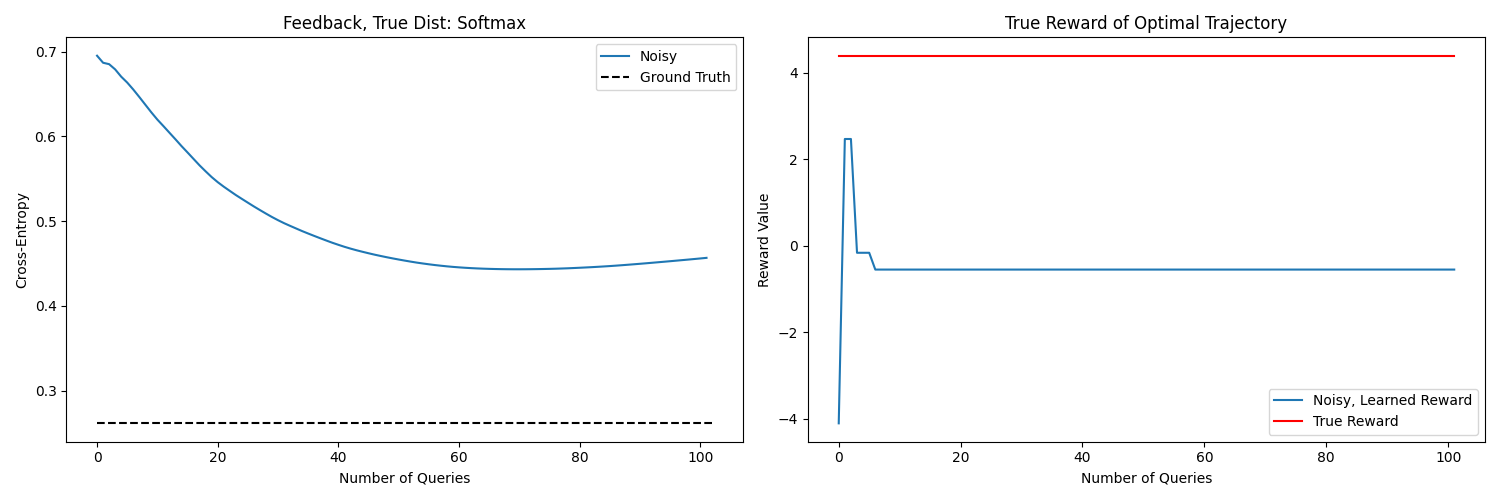 Feedback, True Dist: Softmax
0.7
0.6
0.5
0.4
0.3
Cross-Entropy
Noisy
Ground Truth
0 20 40 60 80 100
Number of Queries
True Reward of Optimal Trajectory
4
2
0
−2
−4
Reward Value
Noisy, Learned Reward
True Reward
0 20 40 60 80 100
Number of Queries